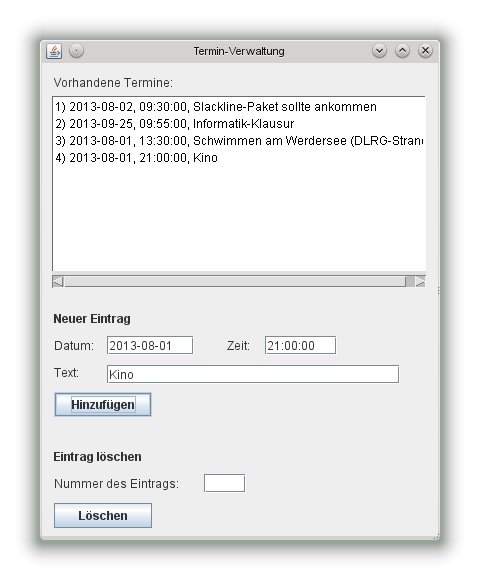 Termin-Verwaltung
Vorhandene Termine:
1) 2013-08-02, 09:30:00, Slackline-Paket sollte ankommen
2) 2013-09-25, 09:55:00, Informatik-Klausur
3) 2013-08-01, 13:30:00, Schwimmen am Werdersee (DLRG-Stran
4) 2013-08-01, 21:00:00, Kino
Neuer Eintrag
Datum: 2013-08-01 Zeit: 21:00:00
Text: Kino
Hinzufügen
Eintrag löschen
Nummer des Eintrags:
Löschen